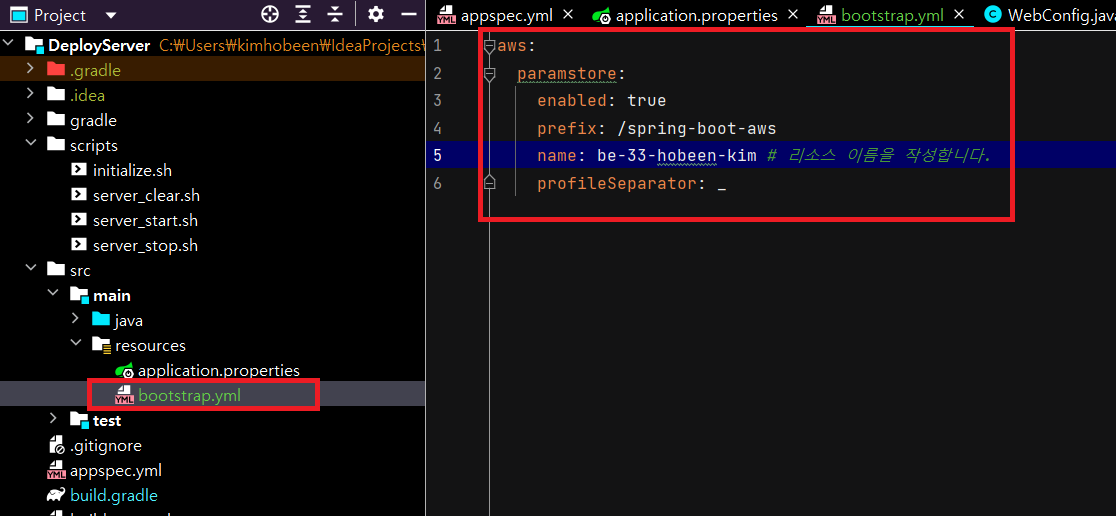 Project
appspec.yml
application.properties
bootstrap.yml
WebConfig.java
DeployServer C:₩Users₩kimhobeen₩IdeaProjects₩
.gradle
.idea
gradle
scripts
initialize.sh
server_clear.sh
server_start.sh
server_stop.sh
src
main
java
resources
application.properties
YML bootstrap.yml
test
.gitignore
YML appspec.yml
build.gradle
1 aws:
2 paramstore:
3 enabled: true
4 prefix: /spring-boot-aws
5 name: be-33-hobeen-kim # 리소스 이름을 작성합니다.
6 profileSeparator: _